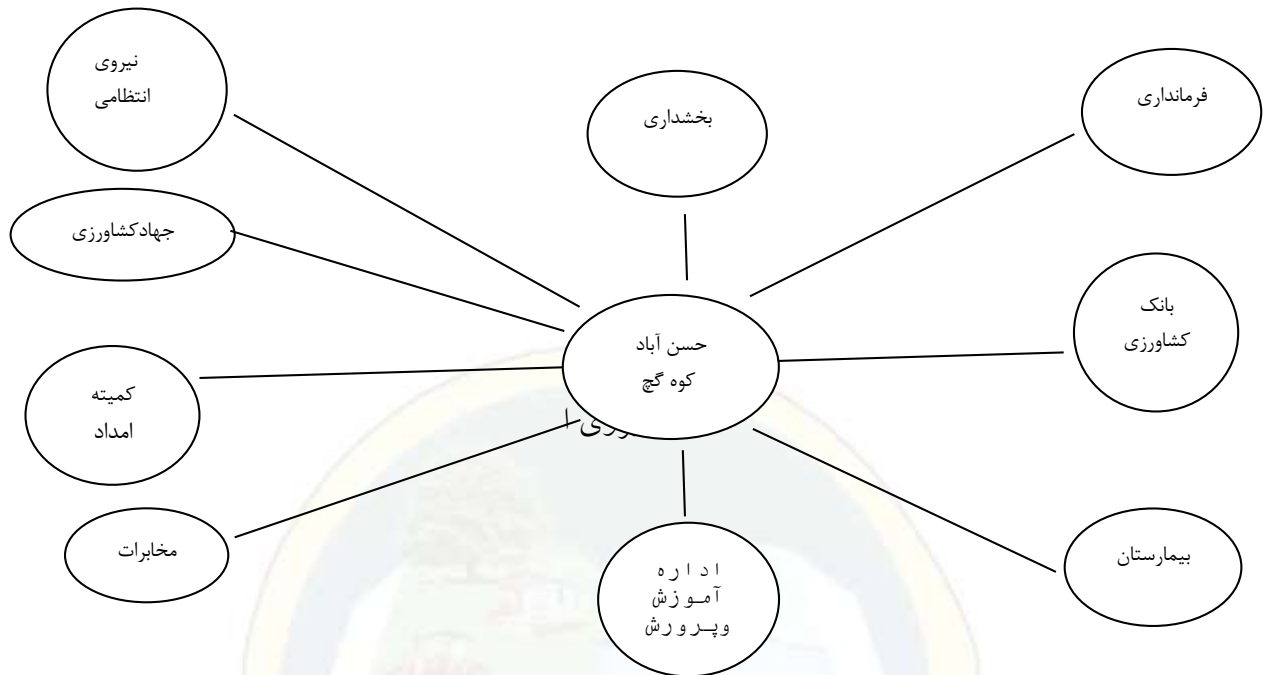 فرمانداری
بخشداری
نیروی
انتظامی
جهادکشاورزی
بانک
کشاورزی
حسن آباد
کوه گچ
کمیته
امداد
بیمارستان
اداره
آموزش
وپرورش
مخابرات